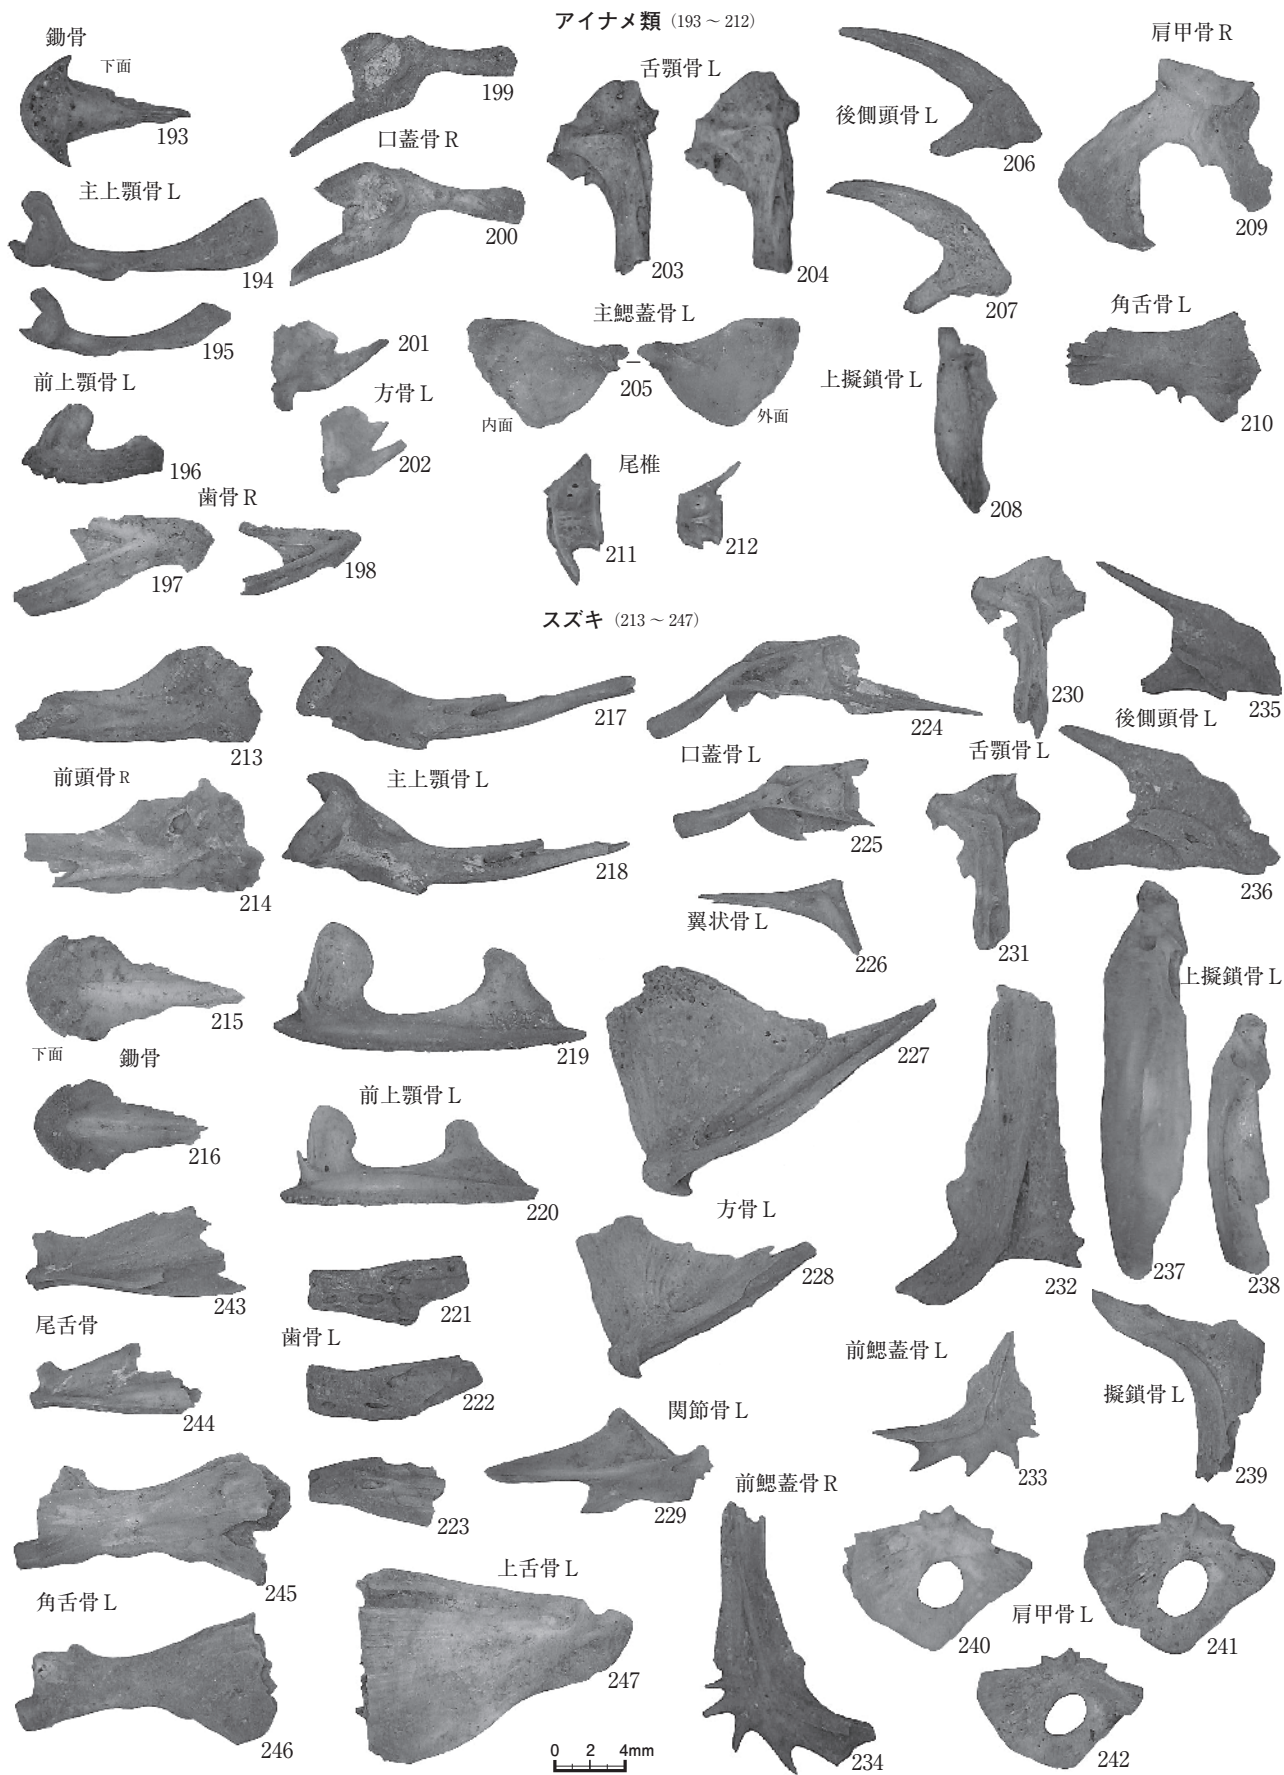 アイナメ類（193～212）
鋤骨
下面
193
主上顎骨 L
194
195
前上顎骨 L
196
歯骨 R
197
198
199
口蓋骨 R
200
201
方骨 L
202
舌顎骨 L
203
204
主鰓蓋骨 L
205
内面
外面
尾椎
211
212
後側頭骨 L
206
207
上擬鎖骨 L
208
肩甲骨 R
209
角舌骨 L
210
スズキ（213～247）
213
前頭骨 R
214
215
下面
鋤骨
216
243
尾舌骨
244
245
角舌骨 L
246
217
主上顎骨 L
218
219
前上顎骨 L
220
221
歯骨 L
222
223
224
口蓋骨 L
225
翼状骨 L
226
227
方骨 L
228
関節骨 L
229
上舌骨 L
247
230
舌顎骨 L
231
232
前鰓蓋骨 L
233
前鰓蓋骨 R
234
235
後側頭骨 L
236
上擬鎖骨 L
237
238
擬鎖骨 L
239
240
肩甲骨 L
241
242
0 2 4mm